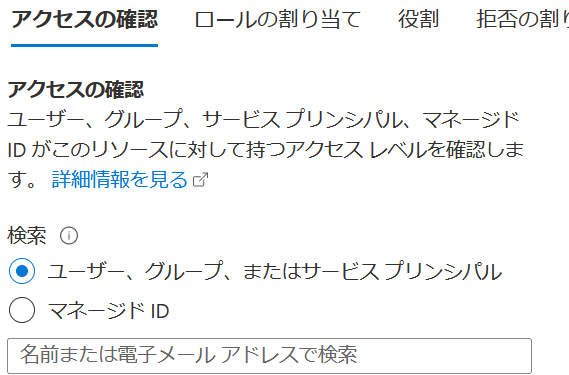 アクセスの確認 ロールの割り当て 役割 拒否の割り
アクセスの確認
ユーザー、グループ、サービス プリンシパル、マネージド
ID がこのリソースに対して持つアクセス レベルを確認しま
す。 詳細情報を見る
検索
ユーザー、グループ、またはサービス プリンシパル
マネージド ID
名前または電子メール アドレスで検索